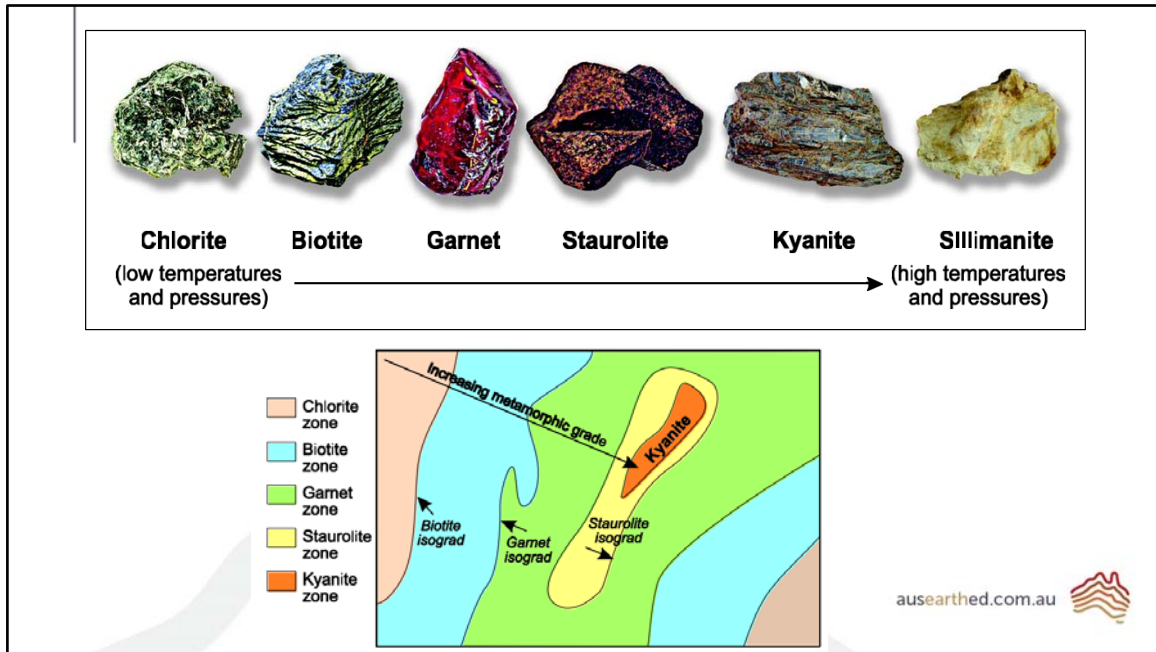 Chlorite
(low temperatures
and pressures)
Biotite
Garnet
Staurolite
Kyanite
SIllimanite
(high temperatures
and pressures)
Chlorite
zone
Biotite
zone
Garnet
zone
Staurolite
zone
Kyanite
zone
Increasing metamorphic grade
Kyanite
Biotite
isograd
Garnet
isograd
Staurolite
isograd
ausearthed.com.au